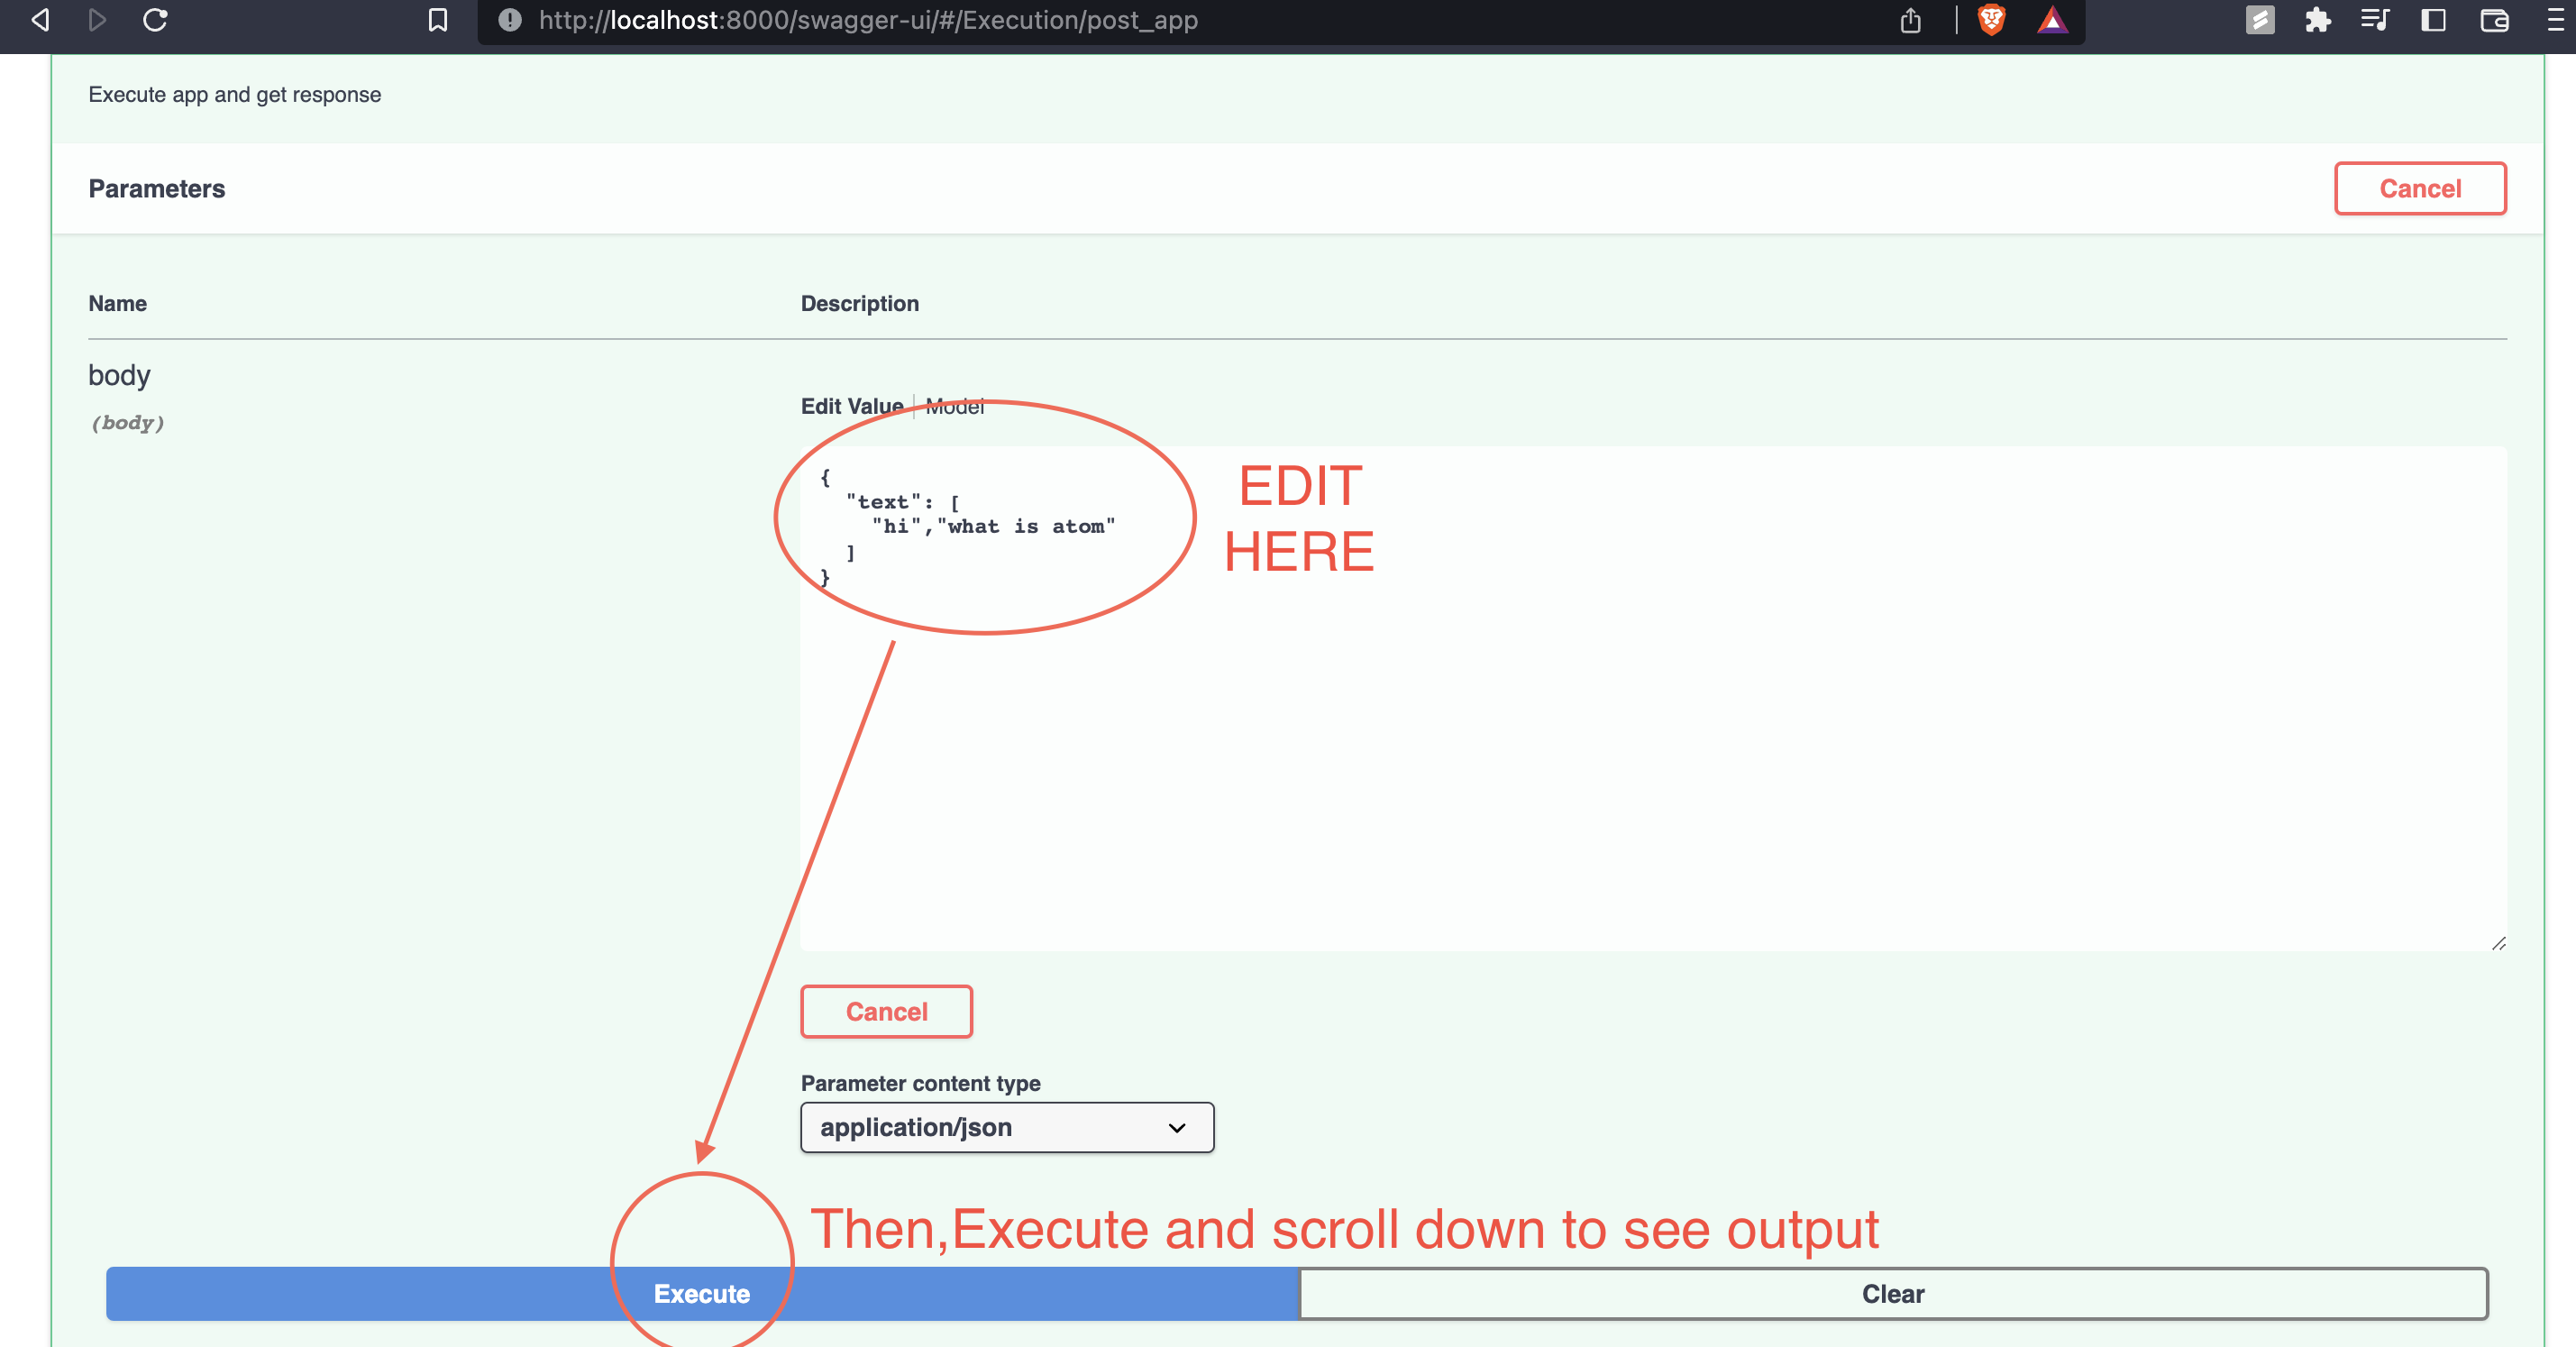 http://localhost:8000/swagger-ui/#/Execution/post_app
Execute app and get response
Parameters
Cancel
Name
Description
body
(body)
Edit Value
Model
{
"text": [
"hi","what is atom"
]
}
EDIT
HERE
Cancel
Parameter content type
application/json
Then,Execute and scroll down to see output
Execute
Clear